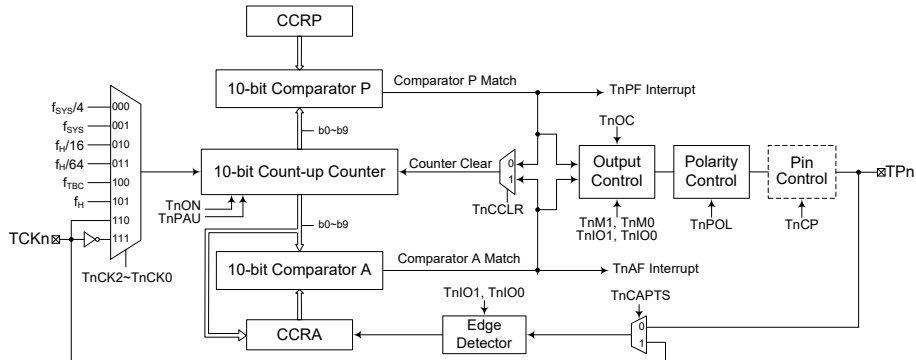 CCRP
10-bit Comparator P
Comparator P Match
TnPF Interrupt
b0~b9
TnOC
fSYS/4
000
fSYS
001
fH/16
010
fH/64
011
fTBC
100
fH
101
110
111
TCKn
TnCK2~TnCK0
10-bit Count-up Counter
Counter Clear
0
1
TnCCLR
Output
Control
Polarity
Control
Pin
Control
TPn
TnON
TnPAU
TnM1, TnM0
TnIO1, TnIO0
TnPOL
TnCP
b0~b9
10-bit Comparator A
Comparator A Match
TnAF Interrupt
TnIO1, TnIO0
TnCAPTS
CCRA
Edge
Detector
0
1